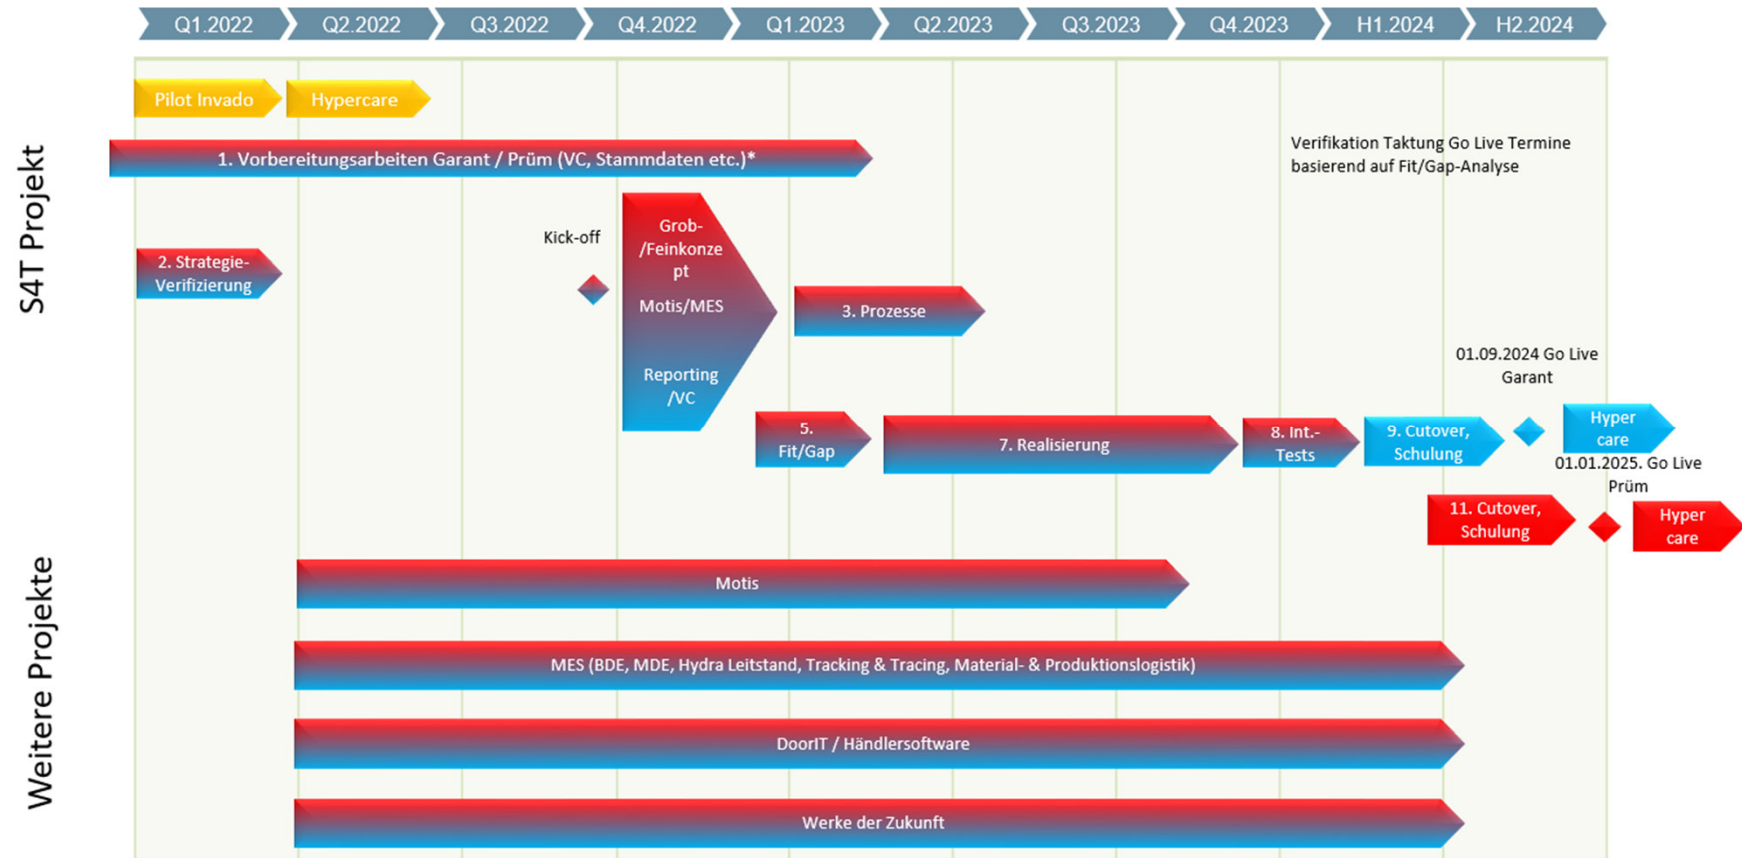 Q1.2022
Q2.2022
Q3.2022
Q4.2022
Q1.2023
Q2.2023
Q3.2023
Q4.2023
H1.2024
H2.2024
S4T Projekt
Pilot Invado
Hypercare
1. Vorbereitungsarbeiten Garant / Prüm (VC, Stammdaten etc.)*
Verifikation Taktung Go Live Termine
basierend auf Fit/Gap-Analyse
2. Strategie-
Verifizierung
Kick-off
Grob-
/Feinkonze
pt
Motis/MES
Reporting
/VC
3. Prozesse
01.09.2024 Go Live
Garant
5.
Fit/Gap
7. Realisierung
8. Int.-
Tests
9. Cutover,
Schulung
Hyper
care
01.01.2025. Go Live
Prüm
11. Cutover,
Schulung
Hyper
care
Weitere Projekte
Motis
MES (BDE, MDE, Hydra Leitstand, Tracking & Tracing, Material- & Produktionslogistik)
DoorIT / Händlersoftware
Werke der Zukunft